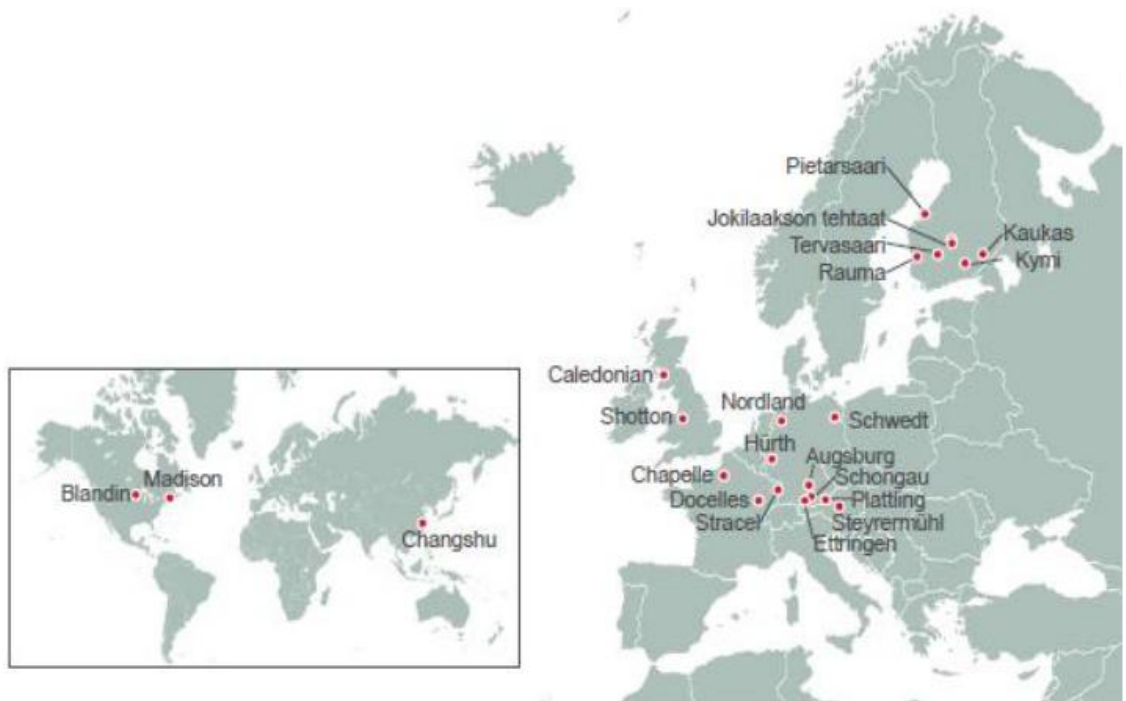 Pietarsaari
Jokilaakson tehtaat
Tervasaari
Rauma
Kaukas
Kymi
Caledonian
Shotton
Nordland
Schwedt
Hürth
Augsburg
Chapelle
Schongau
Docelles
Plattling
Stracel
Steyrermühl
Ettringen
Blandin
Madison
Changshu